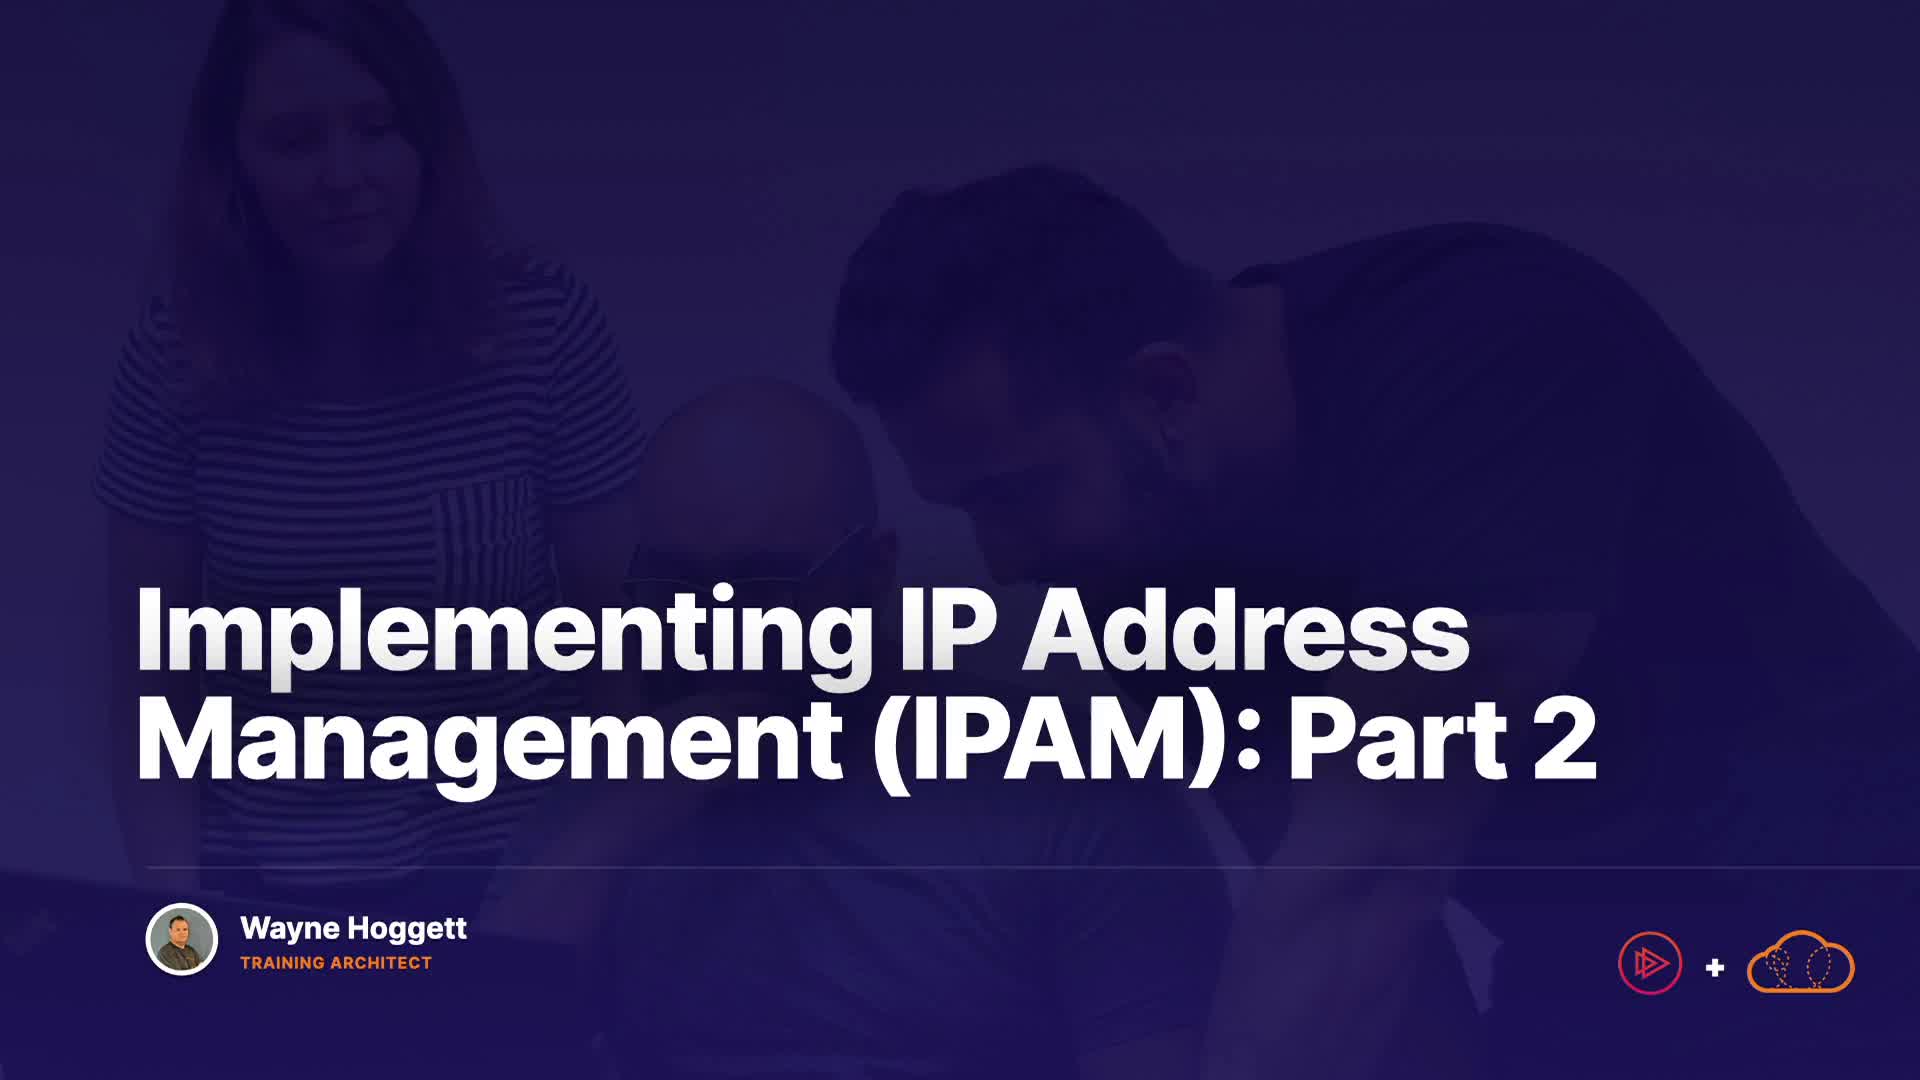 Implementing IP Address
Management (IPAM): Part 2
Wayne Hoggett
TRAINING ARCHITECT